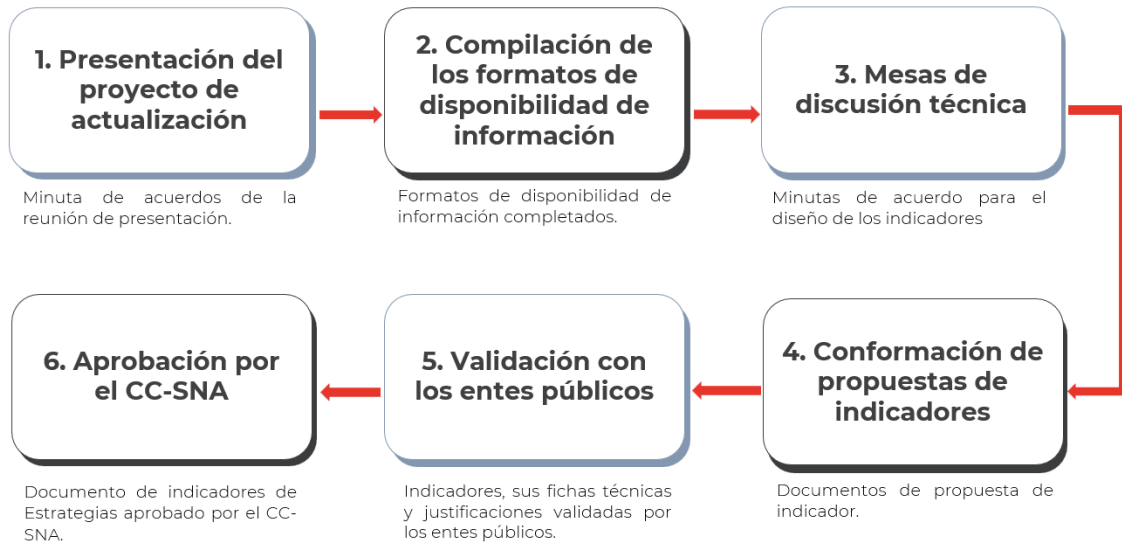 1. Presentación del
proyecto de
actualización
Minuta de acuerdos de la
reunión de presentación.
2. Compilación de
los formatos de
disponibilidad de
información
Formatos de disponibilidad de
información completados.
3. Mesas de
discusión técnica
Minutas de acuerdo para el
diseño de los indicadores
4. Conformación de
propuestas de
indicadores
Documentos de propuesta de
indicador.
5. Validación con
los entes públicos
Indicadores, sus fichas técnicas
y justificaciones validadas por
los entes públicos.
6. Aprobación por
el CC-SNA
Documento de indicadores de
Estrategias aprobado por el CC-
SNA.